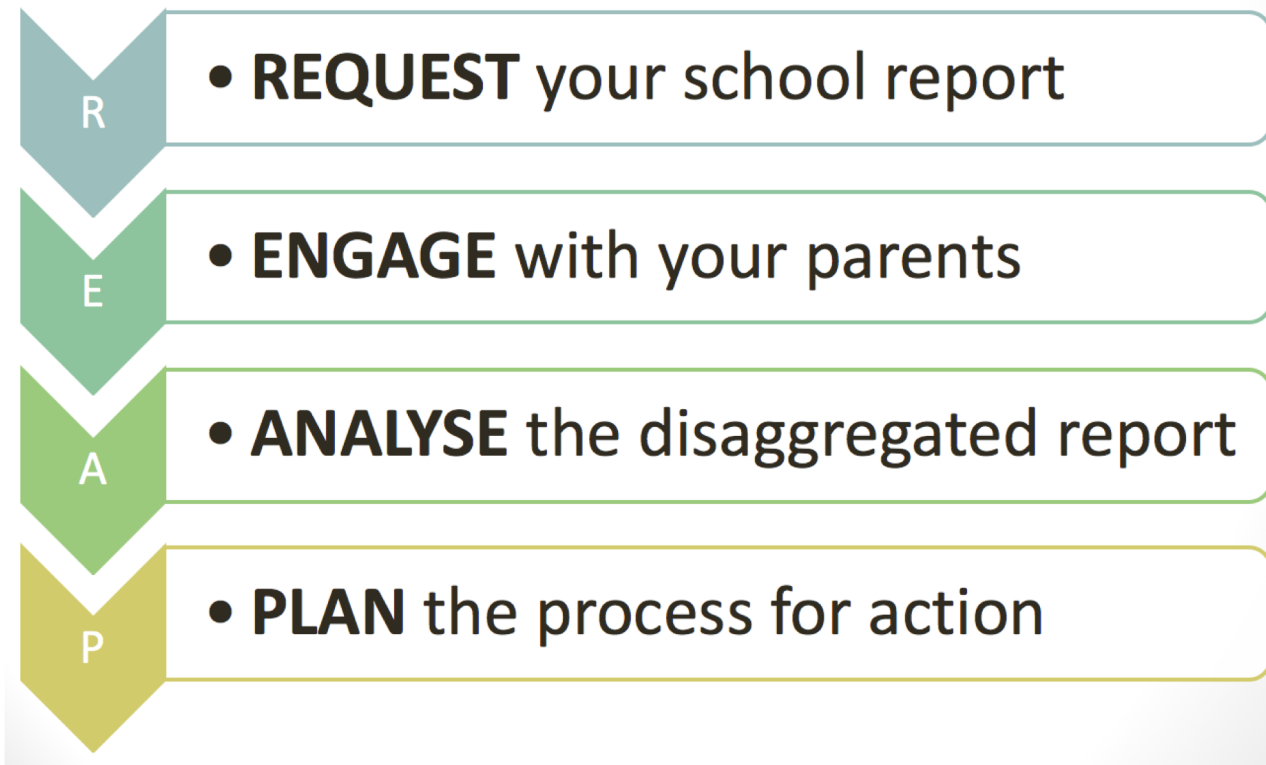 R
• REQUEST your school report
E
• ENGAGE with your parents
A
• ANALYSE the disaggregated report
P
• PLAN the process for action